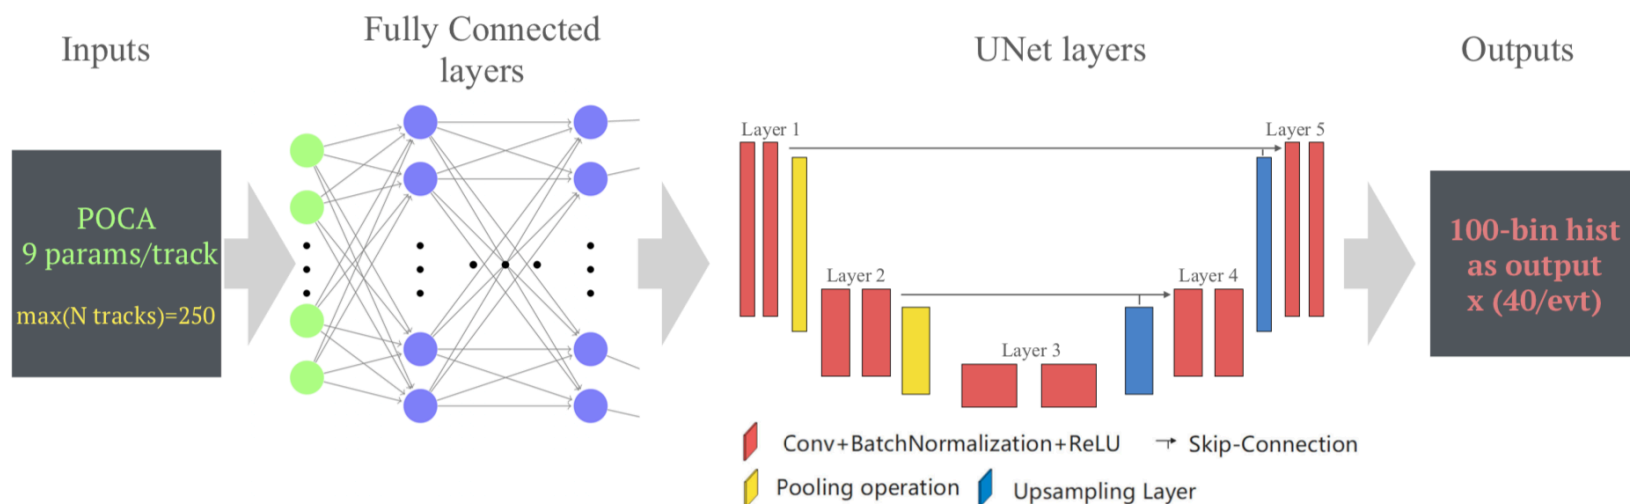 Inputs
Fully Connected
layers
UNet layers
Outputs
POCA
9 params/track
max(N tracks)=250
Layer 1
Layer 5
Layer 2
Layer 4
Layer 3
100-bin hist
as output
x (40/evt)
Conv+BatchNormalization+ReLU
Skip-Connection
Pooling operation
Upsampling Layer